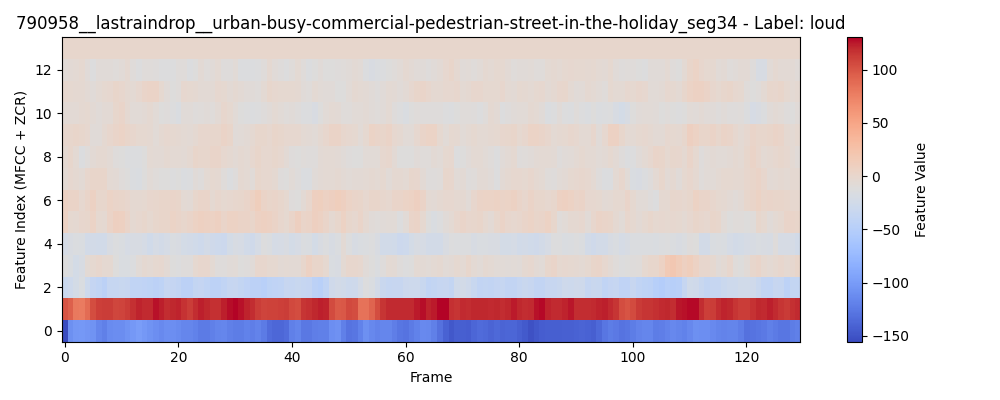 790958__lastraindrop__urban-busy-commercial-pedestrian-street-in-the-holiday_seg34 - Label: loud
12
10
8
6
4
2
0
Feature Index (MFCC + ZCR)
0 20 40 60 80 100 120
Frame
100
50
0
−50
−100
−150
Feature Value